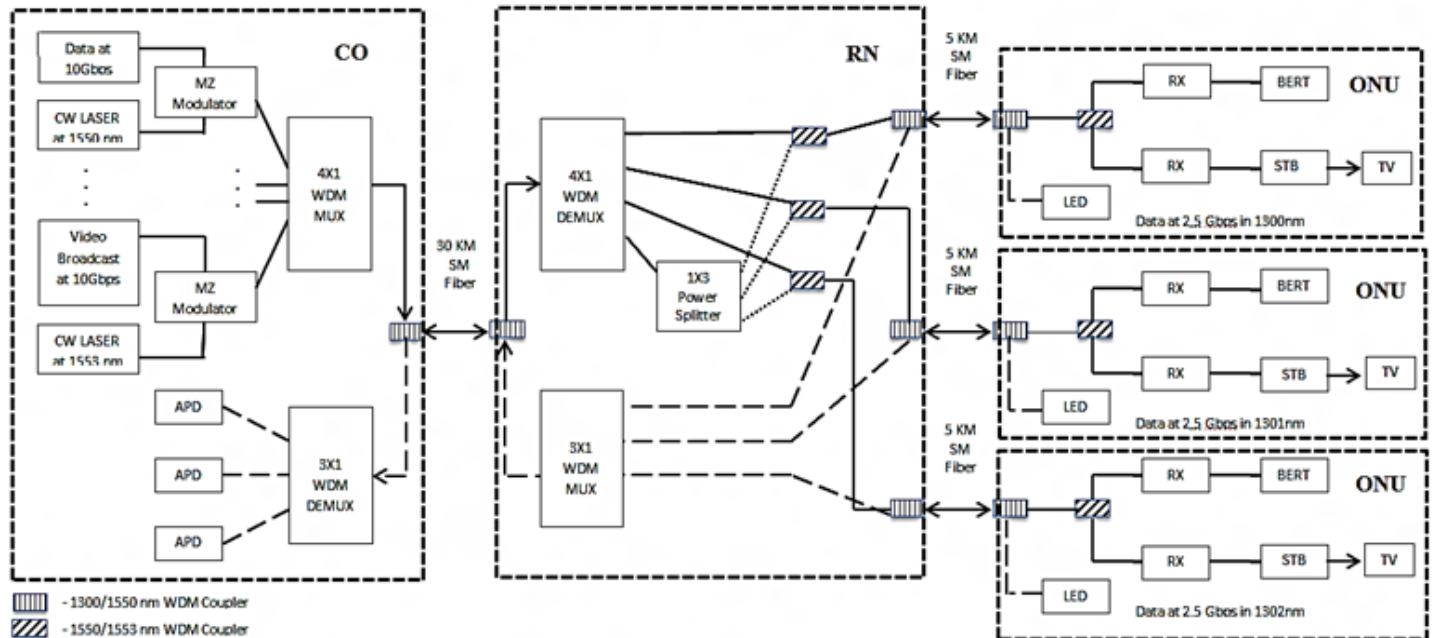 CO
Data at
10Gbps
MZ
Modulator
CW LASER
at 1550 nm
4X1
WDM
MUX
Video
Broadcast
at 10Gbps
MZ
Modulator
CW LASER
at 1553 nm
APD
APD
APD
3X1
WDM
DEMUX
30 KM
SM
Fiber
RN
4X1
WDM
DEMUX
1X3
Power
Splitter
3X1
WDM
MUX
5 KM
SM
Fiber
5 KM
SM
Fiber
5 KM
SM
Fiber
RX
BERT
ONU
RX
STB
TV
LED
Data at 2.5 Gbps in 1300nm
RX
BERT
ONU
RX
STB
TV
LED
Data at 2.5 Gbps in 1301nm
RX
BERT
ONU
RX
STB
TV
LED
Data at 2.5 Gbps in 1302nm
- 1300/1550 nm WDM Coupler
- 1550/1553 nm WDM Coupler